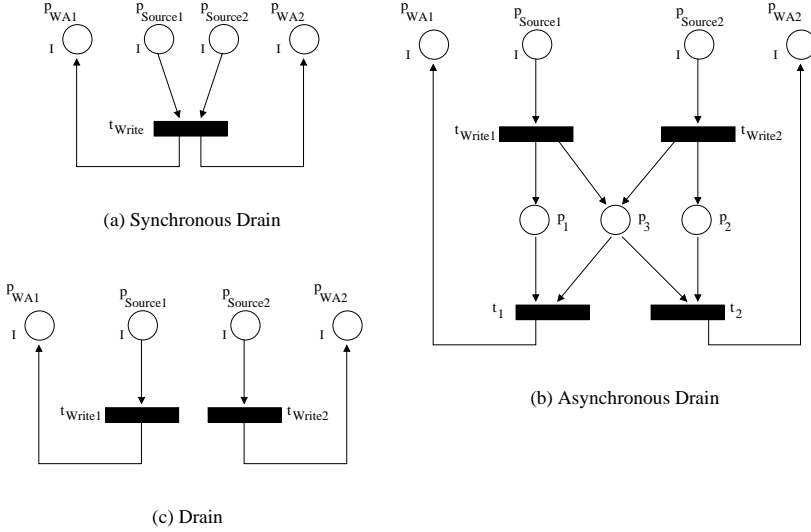 p_WA1
p_Source1
p_Source2
p_WA2
I
I
I
I
t_Write
(a) Synchronous Drain
p_WA1
p_Source1
p_Source2
p_WA2
I
I
I
I
t_Write1
t_Write2
p_1
p_3
p_2
t_1
t_2
(b) Asynchronous Drain
p_WA1
p_Source1
p_Source2
p_WA2
I
I
I
I
t_Write1
t_Write2
(c) Drain